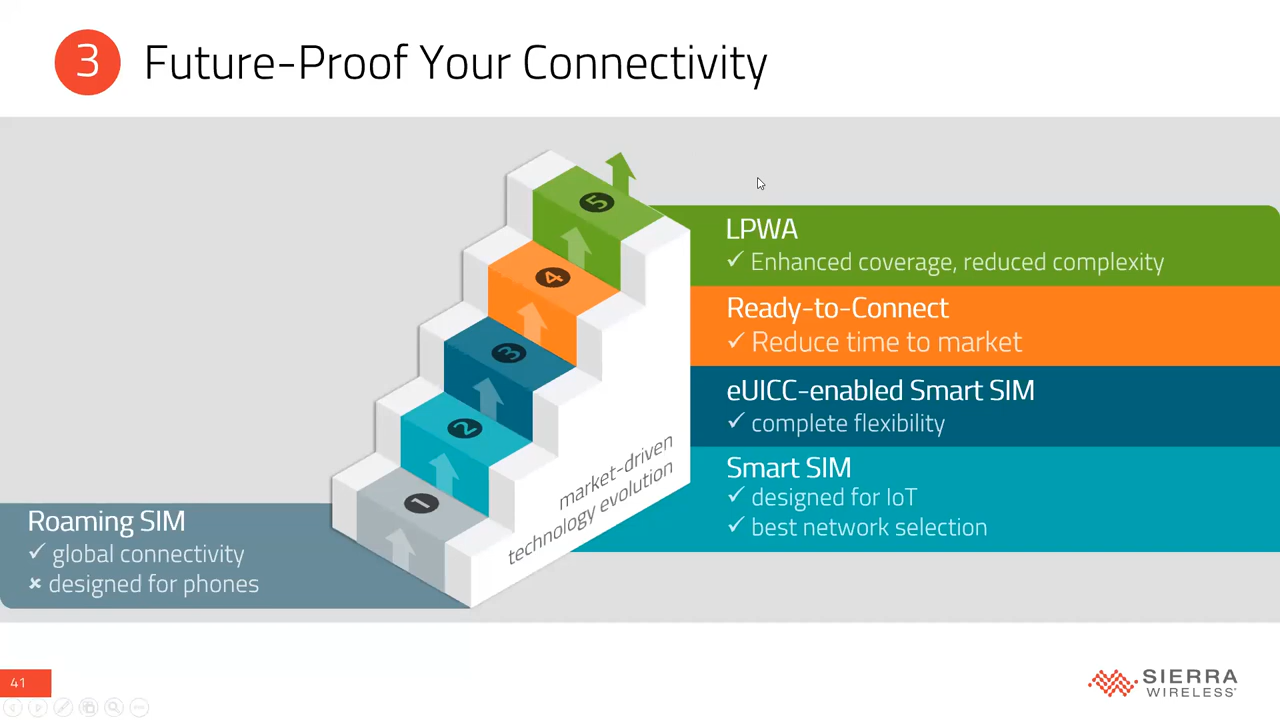 3
Future-Proof Your Connectivity
5
4
3
2
1
market-driven
technology evolution
LPWA
✓ Enhanced coverage, reduced complexity
Ready-to-Connect
✓ Reduce time to market
eUICC-enabled Smart SIM
✓ complete flexibility
Smart SIM
✓ designed for IoT
✓ best network selection
Roaming SIM
✓ global connectivity
× designed for phones
41
SIERRA
WIRELESS